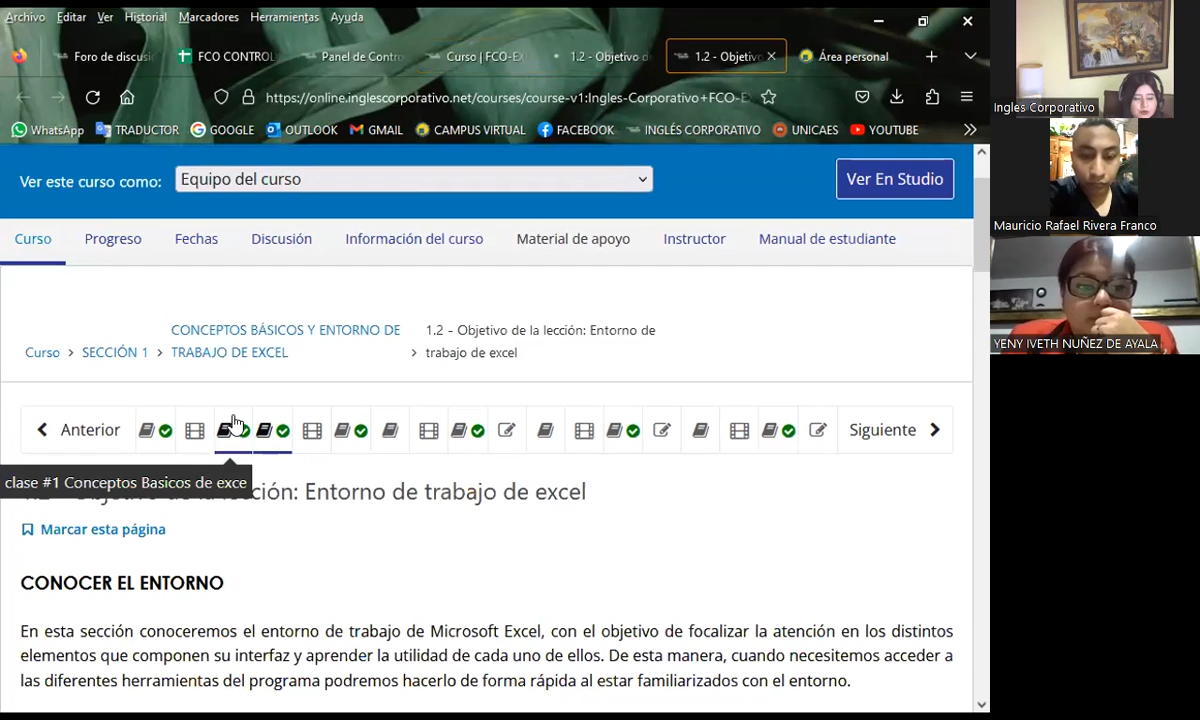 Archivo Editar Ver Historial Marcadores Herramientas Ayuda
Foro de discusi FCO CONTROL Panel de Contro Curso | FCO-EX 1.2 - Objetivo d 1.2 - Objetiv Área personal
https://online.inglescorporativo.net/courses/course-v1:Ingles-Corporativo+FCO-E
WhatsApp TRADUCTOR GOOGLE OUTLOOK GMAIL CAMPUS VIRTUAL FACEBOOK INGLÉS CORPORATIVO UNICAES YOUTUBE
Ver este curso como: Equipo del curso Ver En Studio
Curso Progreso Fechas Discusión Información del curso Material de apoyo Instructor Manual de estudiante
Curso > SECCIÓN 1 > CONCEPTOS BÁSICOS Y ENTORNO DE
TRABAJO DE EXCEL > 1.2 - Objetivo de la lección: Entorno de
trabajo de excel
Anterior Siguiente
clase #1 Conceptos Basicos de exce
ción: Entorno de trabajo de excel
Marcar esta página
CONOCER EL ENTORNO
En esta sección conoceremos el entorno de trabajo de Microsoft Excel, con el objetivo de focalizar la atención en los distintos
elementos que componen su interfaz y aprender la utilidad de cada uno de ellos. De esta manera, cuando necesitemos acceder a
las diferentes herramientas del programa podremos hacerlo de forma rápida al estar familiarizados con el entorno.
Ingles Corporativo
Mauricio Rafael Rivera Franco
YENY IVETH NUÑEZ DE AYALA